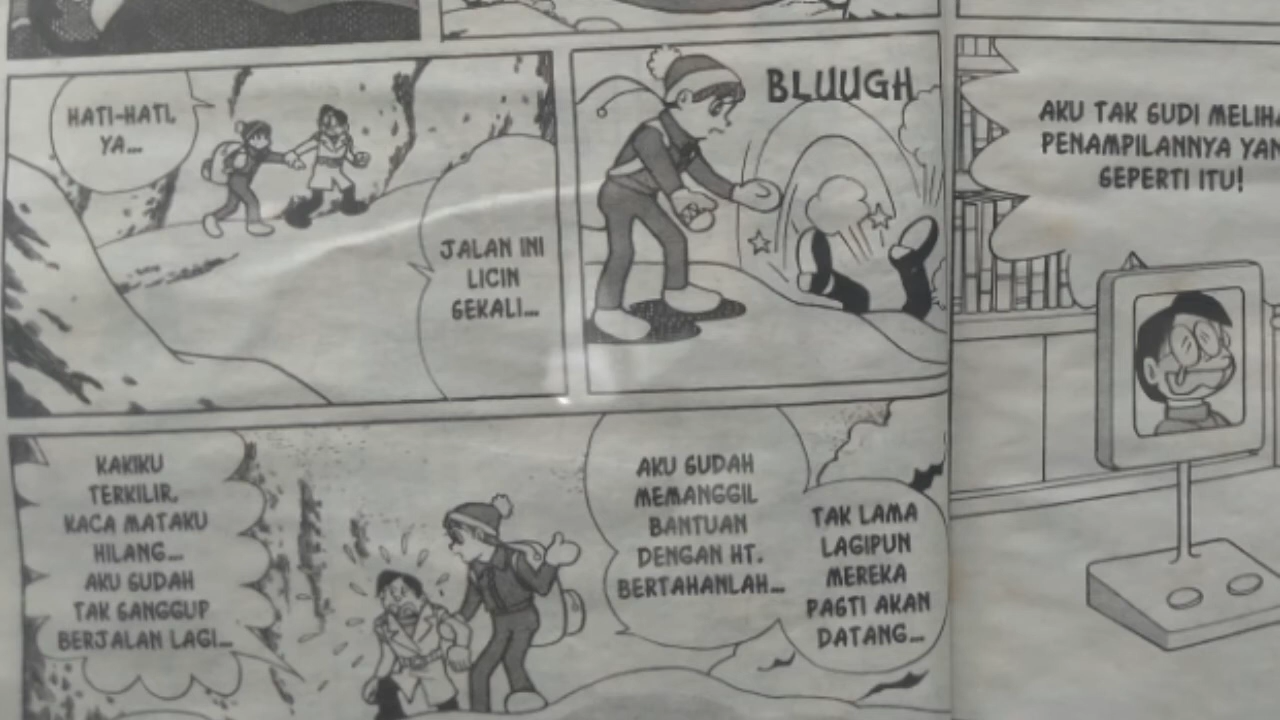 HATI-HATI,
YA...
JALAN INI
LICIN
SEKALI...
BLUUGH
KAKIKU
TERKILIR.
KACA MATAKU
HILANG...
AKU SUDAH
TAK SANGGUP
BERJALAN LAGI...
AKU SUDAH
MEMANGGIL
BANTUAN
DENGAN HT.
BERTAHANLAH...
TAK LAMA
LAGIPUN
MEREKA
PASTI AKAN
DATANG...
AKU TAK SUDI MELIHA
PENAMPILANNYA YAN
SEPERTI ITU!